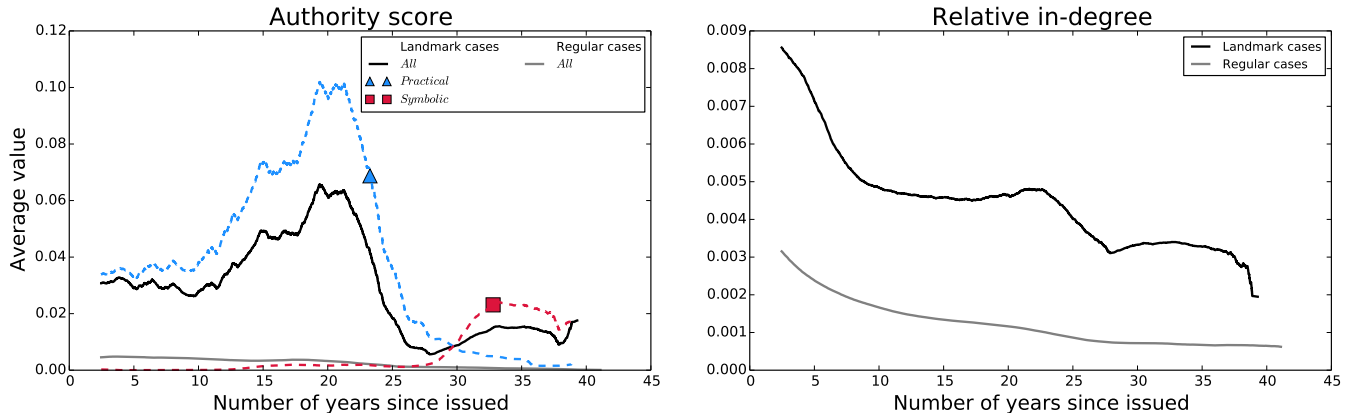 Authority score
0.12
0.10
0.08
0.06
0.04
0.02
0.00
Average value
Landmark cases Regular cases
All All
Practical
Symbolic
0 5 10 15 20 25 30 35 40 45
Number of years since issued
Relative in-degree
0.009
0.008
0.007
0.006
0.005
0.004
0.003
0.002
0.001
0.000
Landmark cases
Regular cases
0 5 10 15 20 25 30 35 40 45
Number of years since issued